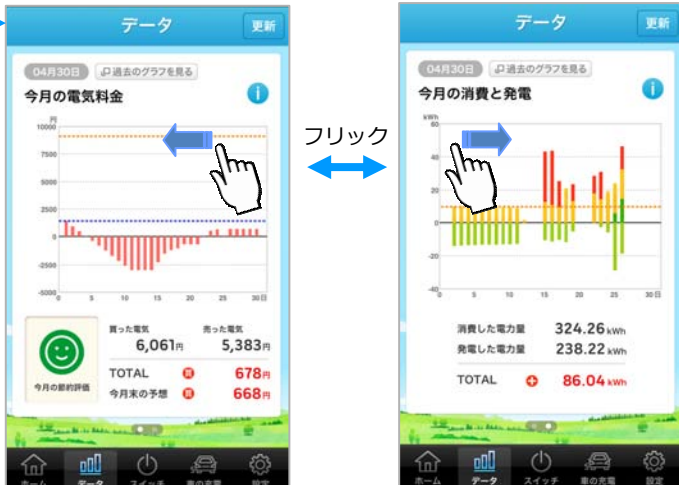 データ
更新
04月30日
過去のグラフを見る
今月の電気料金
円
10000
7500
5000
2500
0
-2500
-5000
0 5 10 15 20 25 30日
今月の節約評価
買った電気 売った電気
6,061円 5,383円
TOTAL 買 678円
今月末の予想 買 668円
ホーム データ スイッチ 車の充電 設定
フリック
データ
更新
04月30日
過去のグラフを見る
今月の消費と発電
kWh
60
40
20
0
-20
-40
0 5 10 15 20 25 30日
消費した電力量 324.26 kWh
発電した電力量 238.22 kWh
TOTAL + 86.04 kWh
ホーム データ スイッチ 車の充電 設定